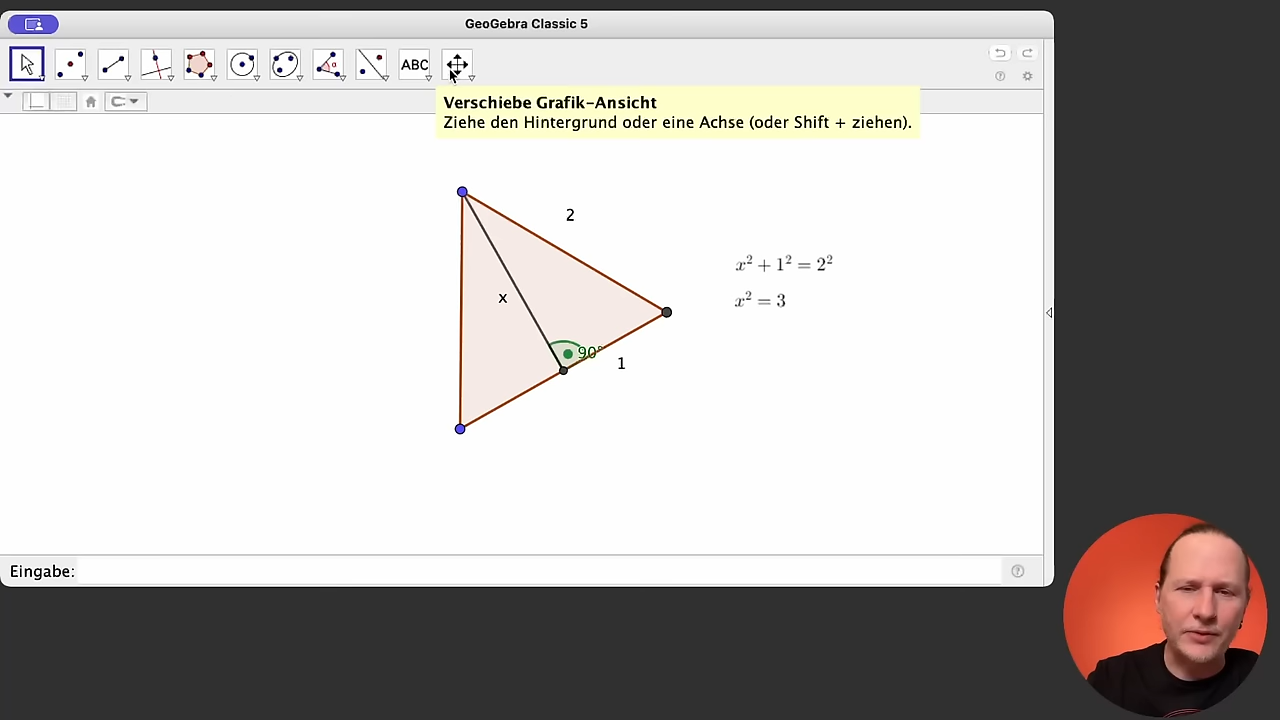 GeoGebra Classic 5
ABC
Verschiebe Grafik-Ansicht
Ziehe den Hintergrund oder eine Achse (oder Shift + ziehen).
2
x² + 1² = 2²
x
x² = 3
90°
1
Eingabe: